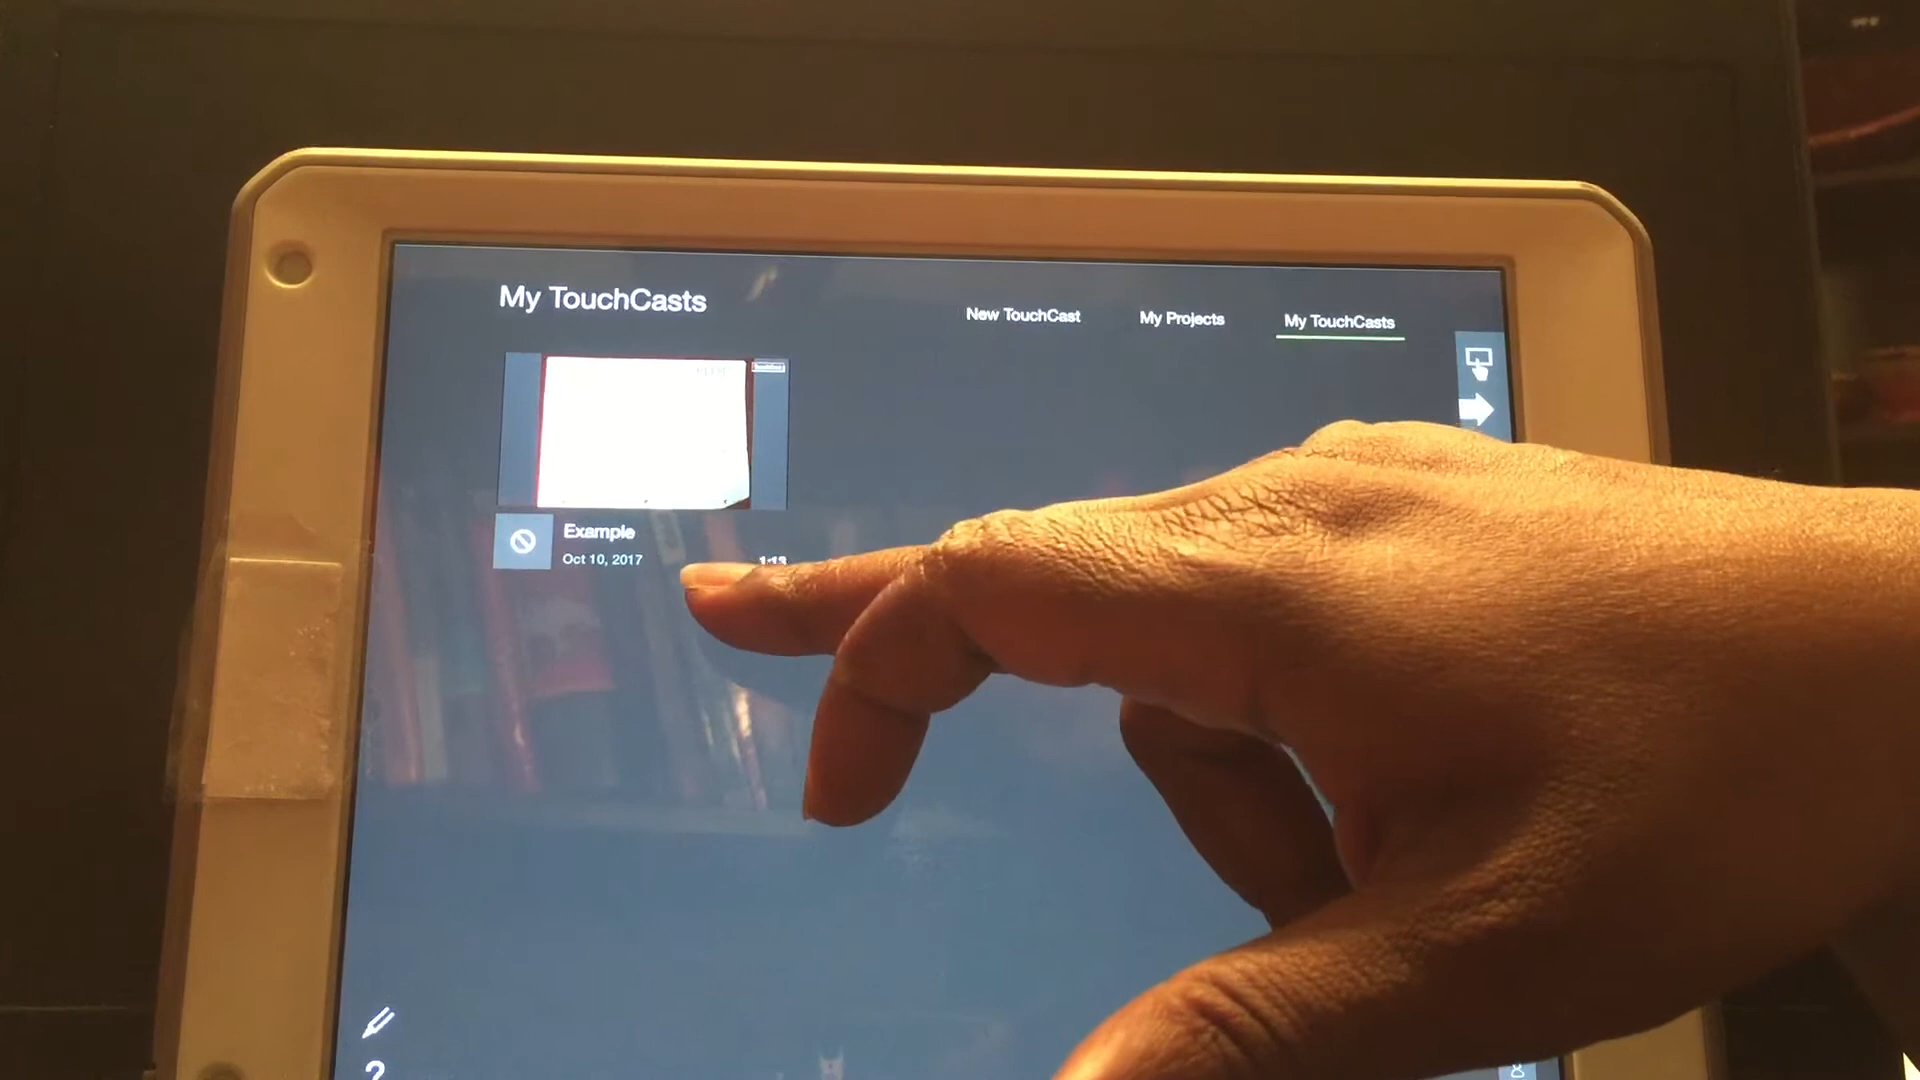 My TouchCasts
New TouchCast
My Projects
My TouchCasts
Example
Oct 10, 2017
1:13
?